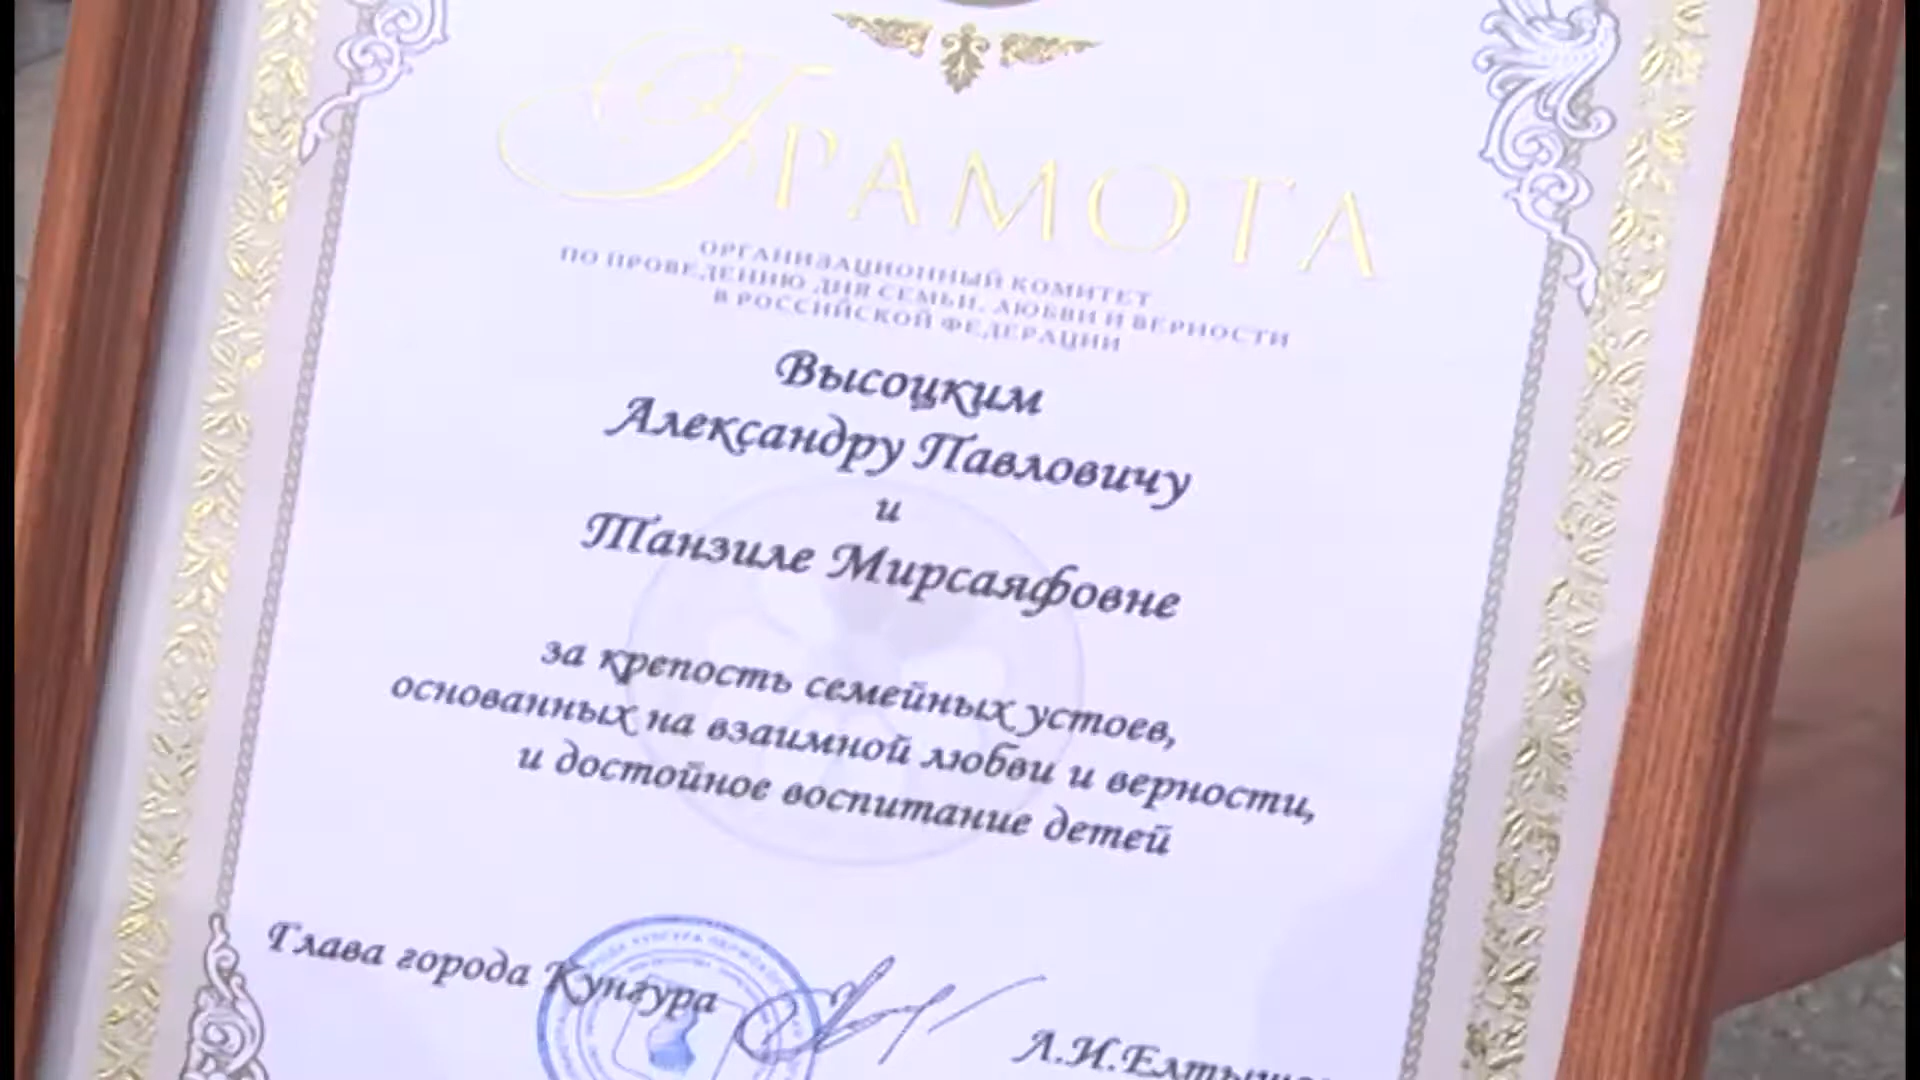 Грамота
ОРГАНИЗАЦИОННЫЙ КОМИТЕТ
ПО ПРОВЕДЕНИЮ ДНЯ СЕМЬИ, ЛЮБВИ И ВЕРНОСТИ
В РОССИЙСКОЙ ФЕДЕРАЦИИ
Высоцким
Александру Павловичу
и
Танзиле Мирсаяфовне
за крепость семейных устоев,
основанных на взаимной любви и верности,
и достойное воспитание детей
Глава города Кунгура
А.И.